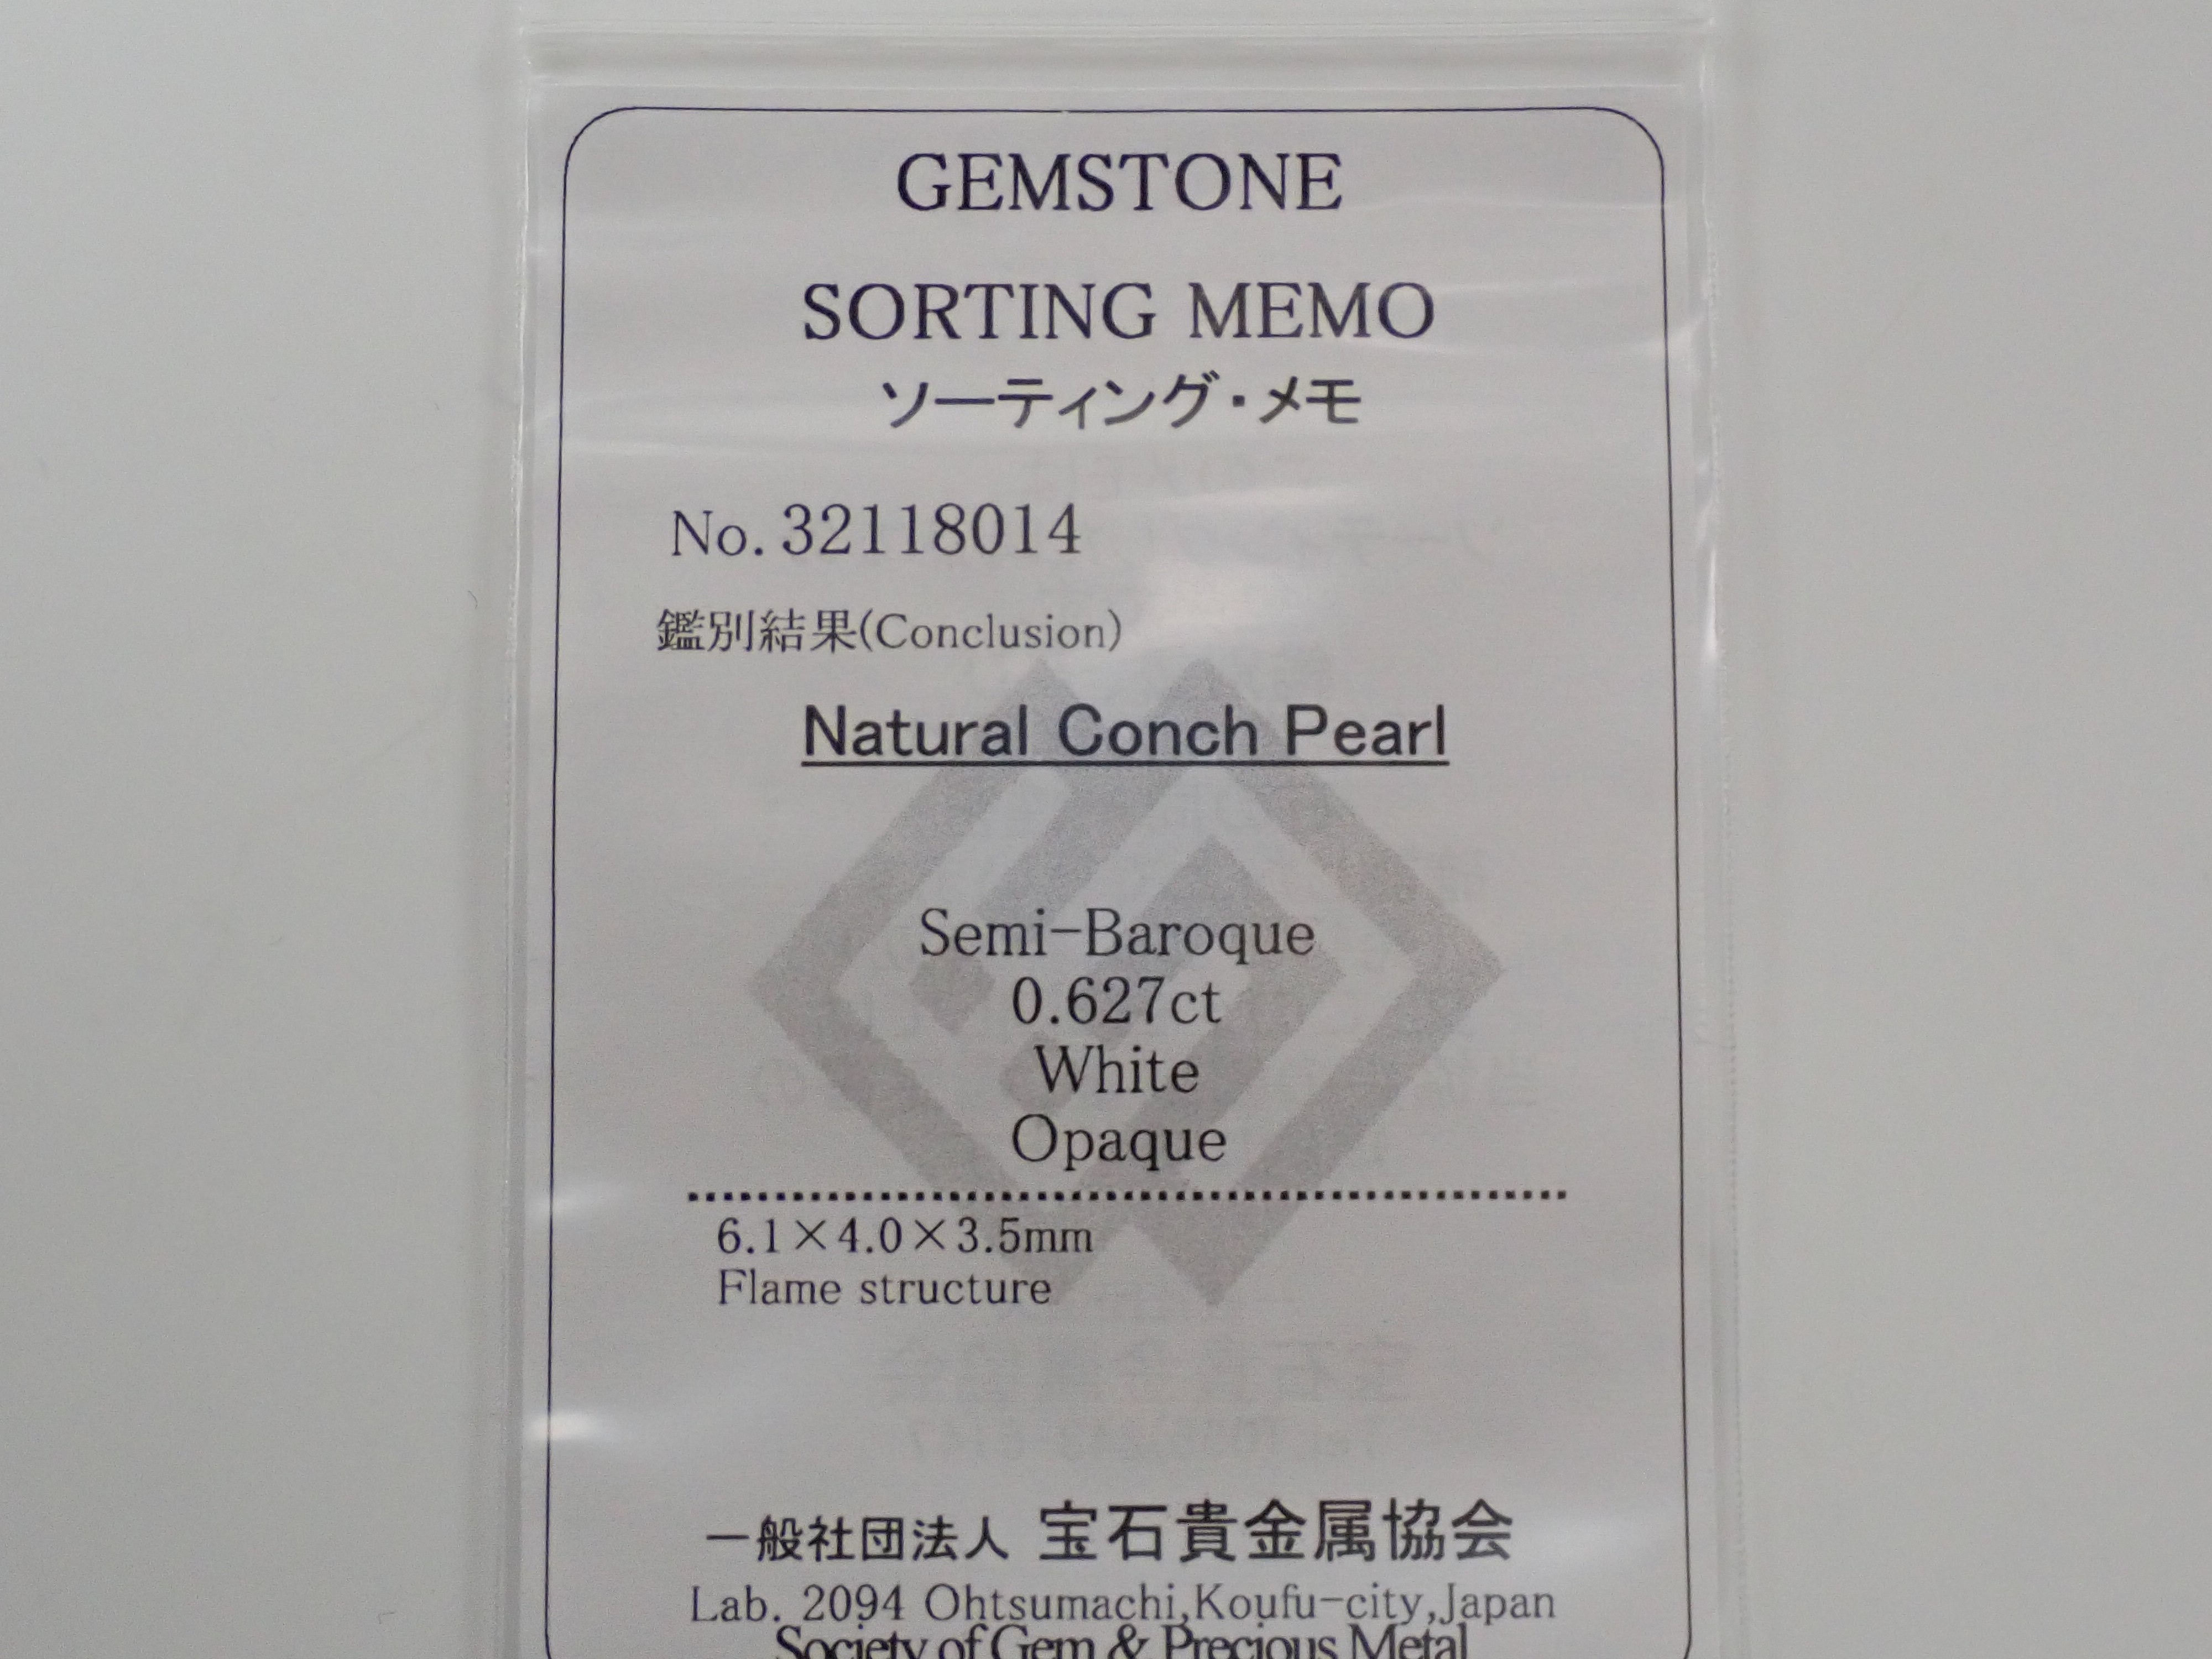 GEMSTONE
SORTING MEMO
ソーティング・メモ
No. 32118014
鑑別結果(Conclusion)
Natural Conch Pearl
Semi-Baroque
0.627ct
White
Opaque
6.1×4.0×3.5mm
Flame structure
一般社団法人 宝石貴金属協会
Lab. 2094 Ohtsumachi,Koufu-city,Japan
Society of Gem & Precious Metal